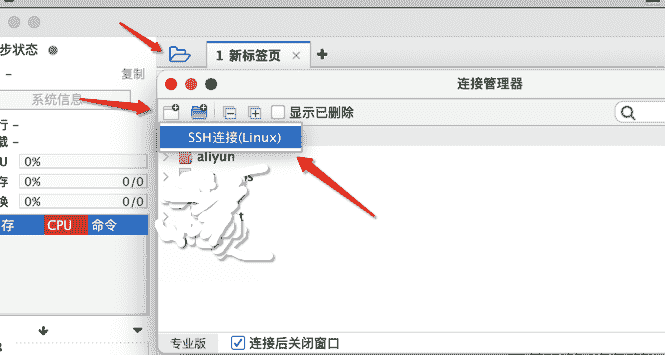 步状态
1 新标签页
-
复制
系统信息
连接管理器
显示已删除
行 -
载 -
SSH连接(Linux)
aliyun
U 0%
存 0% 0/0
换 0% 0/0
存 CPU 命令
专业版 连接后关闭窗口